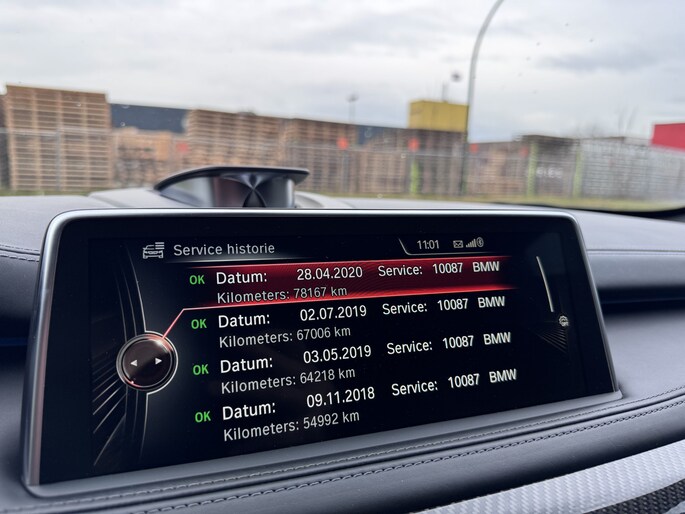 Service historie 11:01
OK Datum: 28.04.2020 Service: 10087 BMW
Kilometers: 78167 km
OK Datum: 02.07.2019 Service: 10087 BMW
Kilometers: 67006 km
OK Datum: 03.05.2019 Service: 10087 BMW
Kilometers: 64218 km
OK Datum: 09.11.2018 Service: 10087 BMW
Kilometers: 54992 km